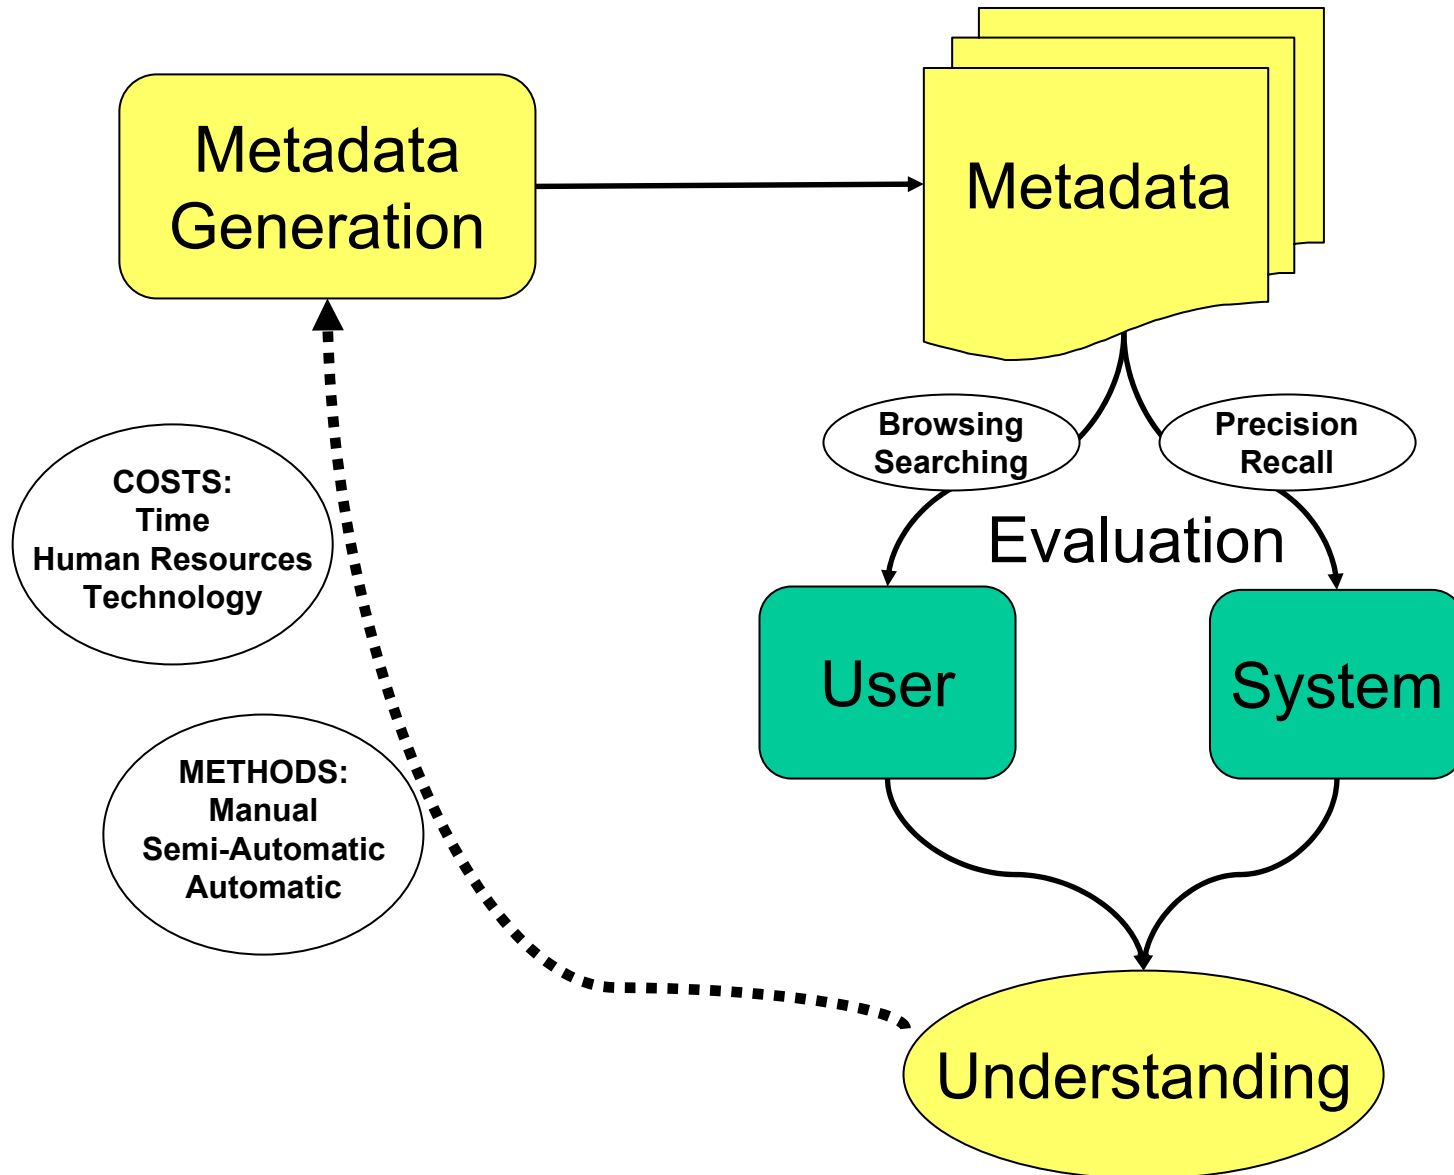 Metadata
Generation
Metadata
Browsing
Searching
Precision
Recall
Evaluation
COSTS:
Time
Human Resources
Technology
User
System
METHODS:
Manual
Semi-Automatic
Automatic
Understanding